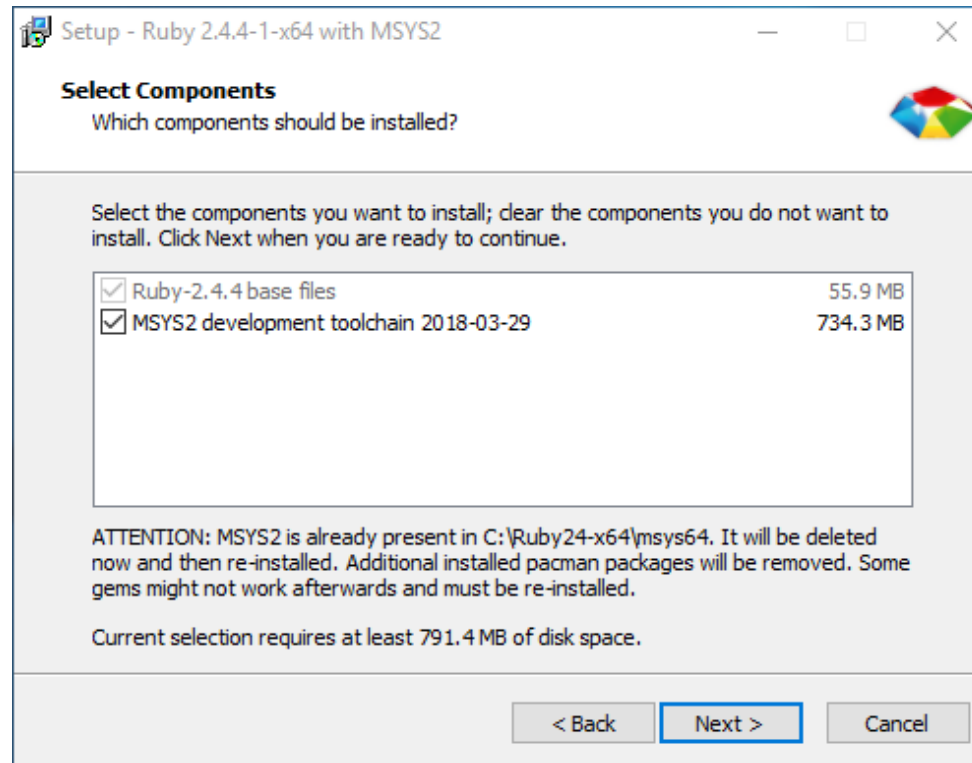 Setup - Ruby 2.4.4-1-x64 with MSYS2
Select Components
Which components should be installed?
Select the components you want to install; clear the components you do not want to
install. Click Next when you are ready to continue.
Ruby-2.4.4 base files 55.9 MB
MSYS2 development toolchain 2018-03-29 734.3 MB
ATTENTION: MSYS2 is already present in C:\Ruby24-x64\msys64. It will be deleted
now and then re-installed. Additional installed pacman packages will be removed. Some
gems might not work afterwards and must be re-installed.
Current selection requires at least 791.4 MB of disk space.
< Back Next > Cancel